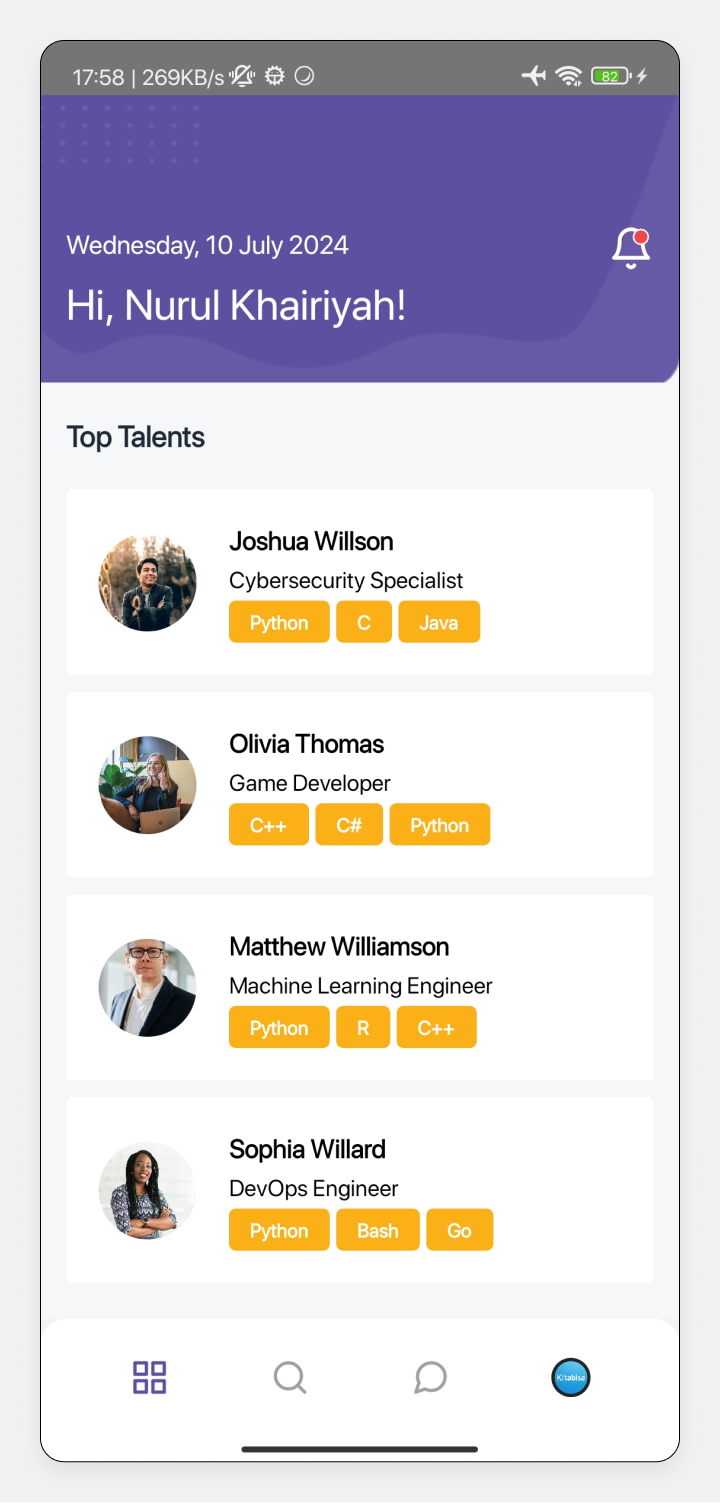 17:58 | 269KB/s
82
Wednesday, 10 July 2024
Hi, Nurul Khairiyah!
Top Talents
Joshua Willson
Cybersecurity Specialist
Python C Java
Olivia Thomas
Game Developer
C++ C# Python
Matthew Williamson
Machine Learning Engineer
Python R C++
Sophia Willard
DevOps Engineer
Python Bash Go
Kitabisa